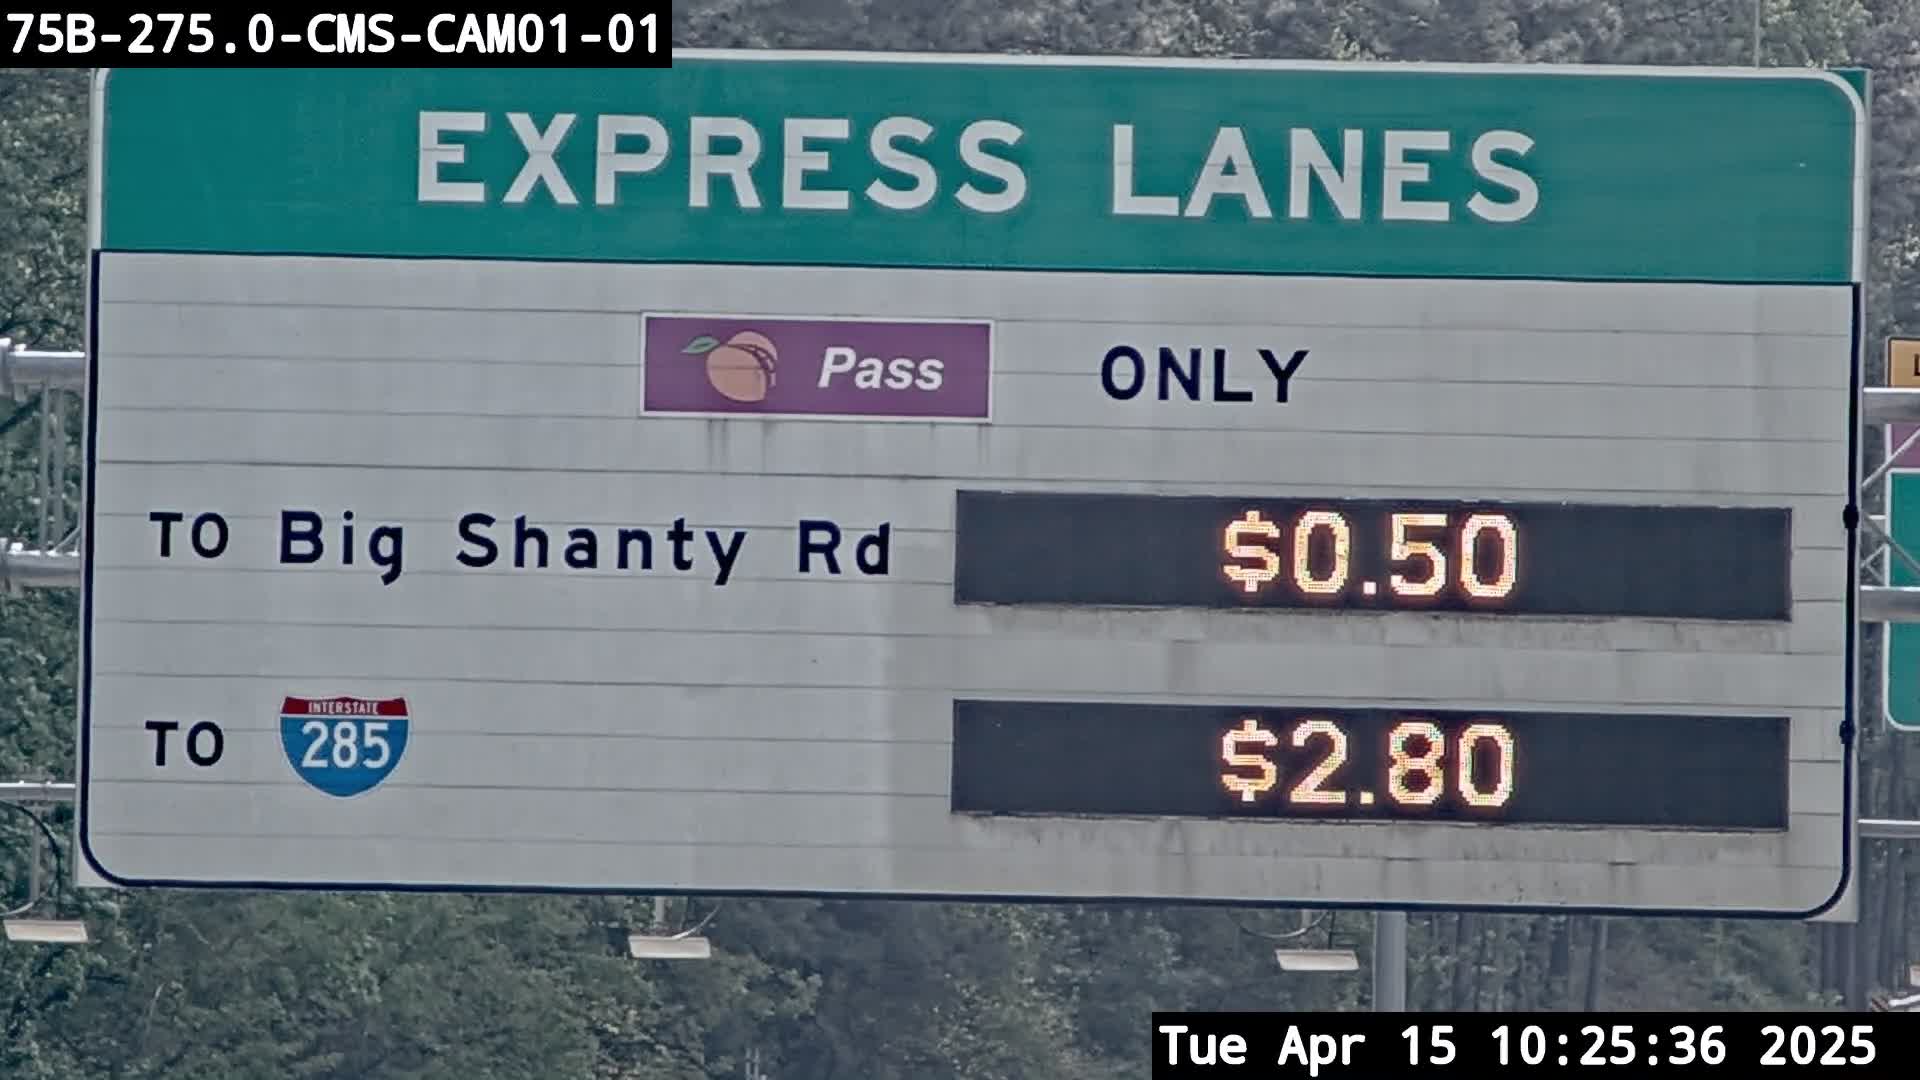 75B-275.0-CMS-CAM01-01
EXPRESS LANES
Pass ONLY
TO Big Shanty Rd $0.50
TO INTERSTATE 285 $2.80
Tue Apr 15 10:25:36 2025